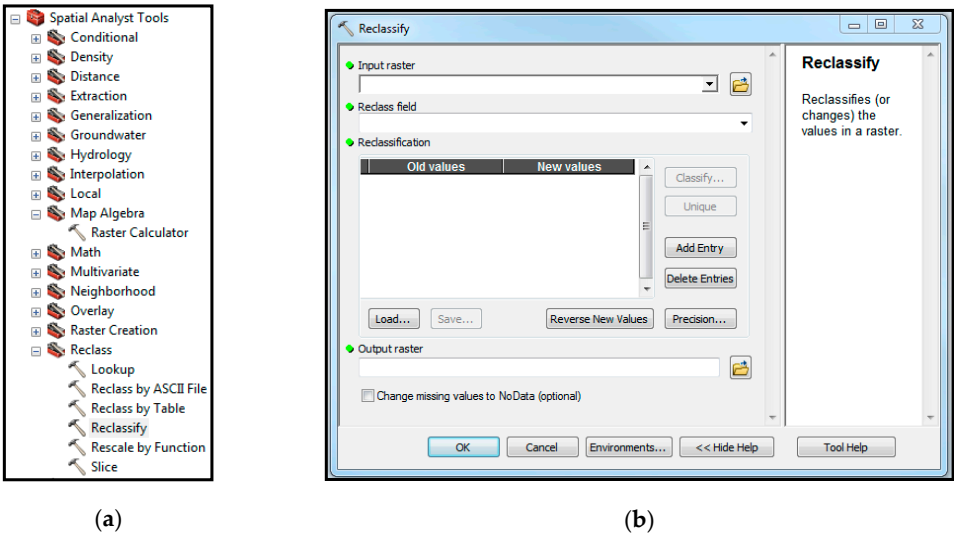 Spatial Analyst Tools
Conditional
Density
Distance
Extraction
Generalization
Groundwater
Hydrology
Interpolation
Local
Map Algebra
Raster Calculator
Math
Multivariate
Neighborhood
Overlay
Raster Creation
Reclass
Lookup
Reclass by ASCII File
Reclass by Table
Reclassify
Rescale by Function
Slice
(a)
Reclassify
Input raster
Reclass field
Reclassification
Old values New values
Classify...
Unique
Add Entry
Delete Entries
Load... Save... Reverse New Values Precision...
Output raster
Change missing values to NoData (optional)
OK Cancel Environments... << Hide Help Tool Help
Reclassify
Reclassifies (or
changes) the
values in a raster.
(b)